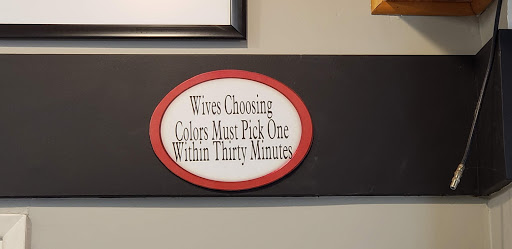 Wives Choosing
Colors Must Pick One
Within Thirty Minutes